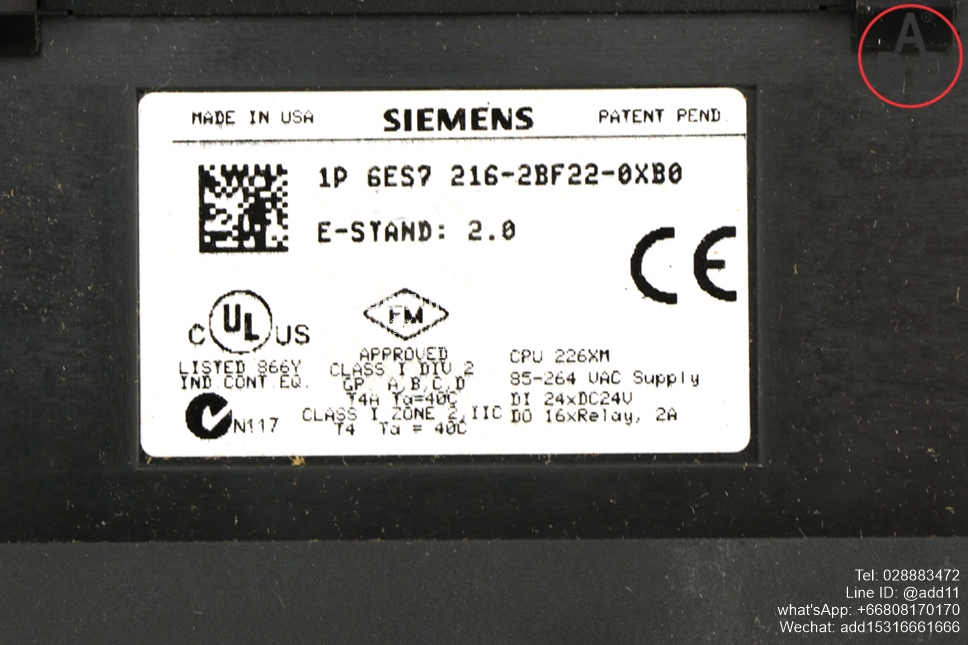 MADE IN USA SIEMENS PATENT PEND.
1P 6ES7 216-2BF22-0XB0
E-STAND: 2.0
CE
C UL US
LISTED 866Y
IND.CONT.EQ.
N117
FM
APPROVED
CLASS I DIV 2
GP. A,B,C,D
T4A Ta=40C
CLASS I ZONE 2,IIC
T4 Ta = 40C
CPU 226XM
85-264 VAC Supply
DI 24xDC24V
DO 16xRelay, 2A
A ®
Tel: 028883472
Line ID: @add11
what'sApp: +66808170170
Wechat: add15316661666